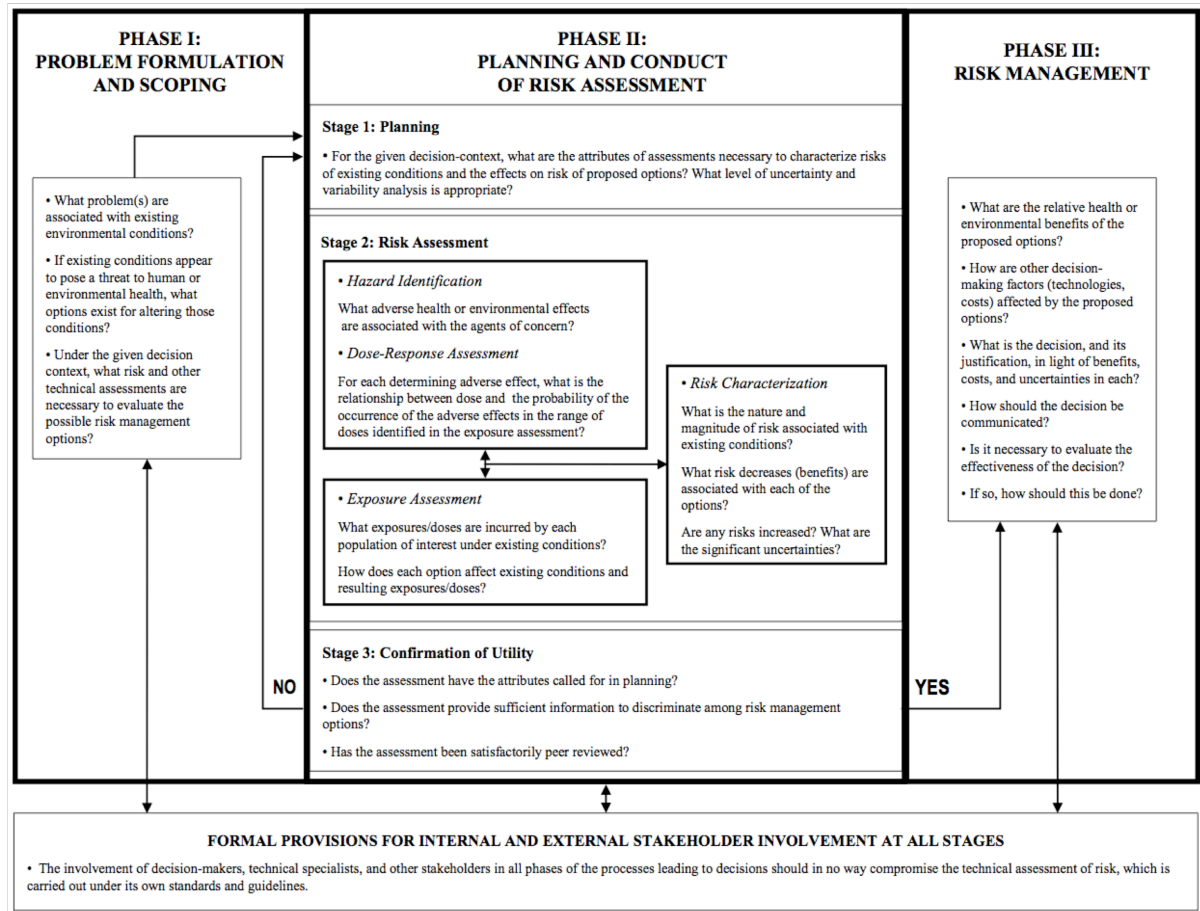 PHASE I:
PROBLEM FORMULATION
AND SCOPING
• What problem(s) are
associated with existing
environmental conditions?
• If existing conditions appear
to pose a threat to human or
environmental health, what
options exist for altering those
conditions?
• Under the given decision
context, what risk and other
technical assessments are
necessary to evaluate the
possible risk management
options?
PHASE II:
PLANNING AND CONDUCT
OF RISK ASSESSMENT
Stage 1: Planning
• For the given decision-context, what are the attributes of assessments necessary to characterize risks
of existing conditions and the effects on risk of proposed options? What level of uncertainty and
variability analysis is appropriate?
Stage 2: Risk Assessment
• Hazard Identification
What adverse health or environmental effects
are associated with the agents of concern?
• Dose-Response Assessment
For each determining adverse effect, what is the
relationship between dose and the probability of the
occurrence of the adverse effects in the range of
doses identified in the exposure assessment?
• Exposure Assessment
What exposures/doses are incurred by each
population of interest under existing conditions?
How does each option affect existing conditions and
resulting exposures/doses?
• Risk Characterization
What is the nature and
magnitude of risk associated with
existing conditions?
What risk decreases (benefits) are
associated with each of the
options?
Are any risks increased? What are
the significant uncertainties?
Stage 3: Confirmation of Utility
• Does the assessment have the attributes called for in planning?
• Does the assessment provide sufficient information to discriminate among risk management
options?
• Has the assessment been satisfactorily peer reviewed?
NO
YES
PHASE III:
RISK MANAGEMENT
• What are the relative health or
environmental benefits of the
proposed options?
• How are other decision-
making factors (technologies,
costs) affected by the proposed
options?
• What is the decision, and its
justification, in light of benefits,
costs, and uncertainties in each?
• How should the decision be
communicated?
• Is it necessary to evaluate the
effectiveness of the decision?
• If so, how should this be done?
FORMAL PROVISIONS FOR INTERNAL AND EXTERNAL STAKEHOLDER INVOLVEMENT AT ALL STAGES
• The involvement of decision-makers, technical specialists, and other stakeholders in all phases of the processes leading to decisions should in no way compromise the technical assessment of risk, which is
carried out under its own standards and guidelines.